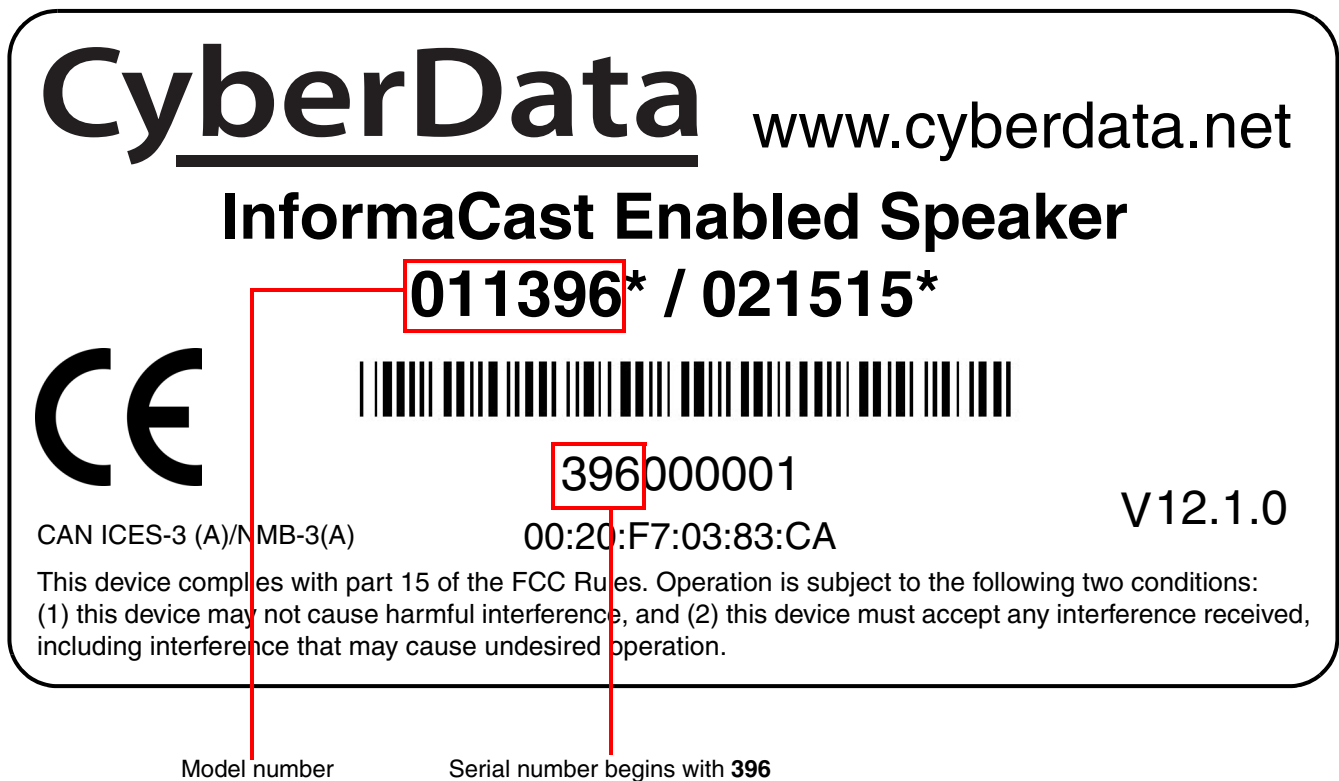 CyberData www.cyberdata.net
InformaCast Enabled Speaker
011396* / 021515*
396000001
V12.1.0
CAN ICES-3 (A)/NMB-3(A)
00:20:F7:03:83:CA
This device complies with part 15 of the FCC Rules. Operation is subject to the following two conditions:
(1) this device may not cause harmful interference, and (2) this device must accept any interference received,
including interference that may cause undesired operation.
Model number
Serial number begins with 396